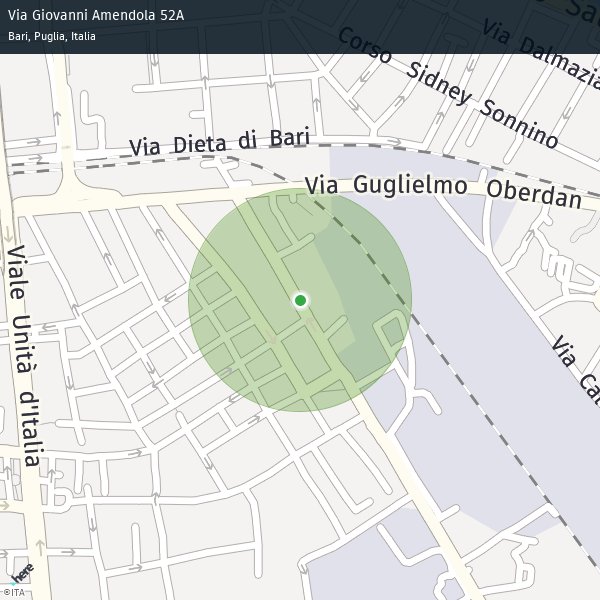 Via Giovanni Amendola 52A
Bari, Puglia, Italia
Via Dalmazia
Corso Sidney Sonnino
Via Dieta di Bari
Via Guglielmo Oberdan
Viale Unità d'Italia
Via Cal
here
©ITA